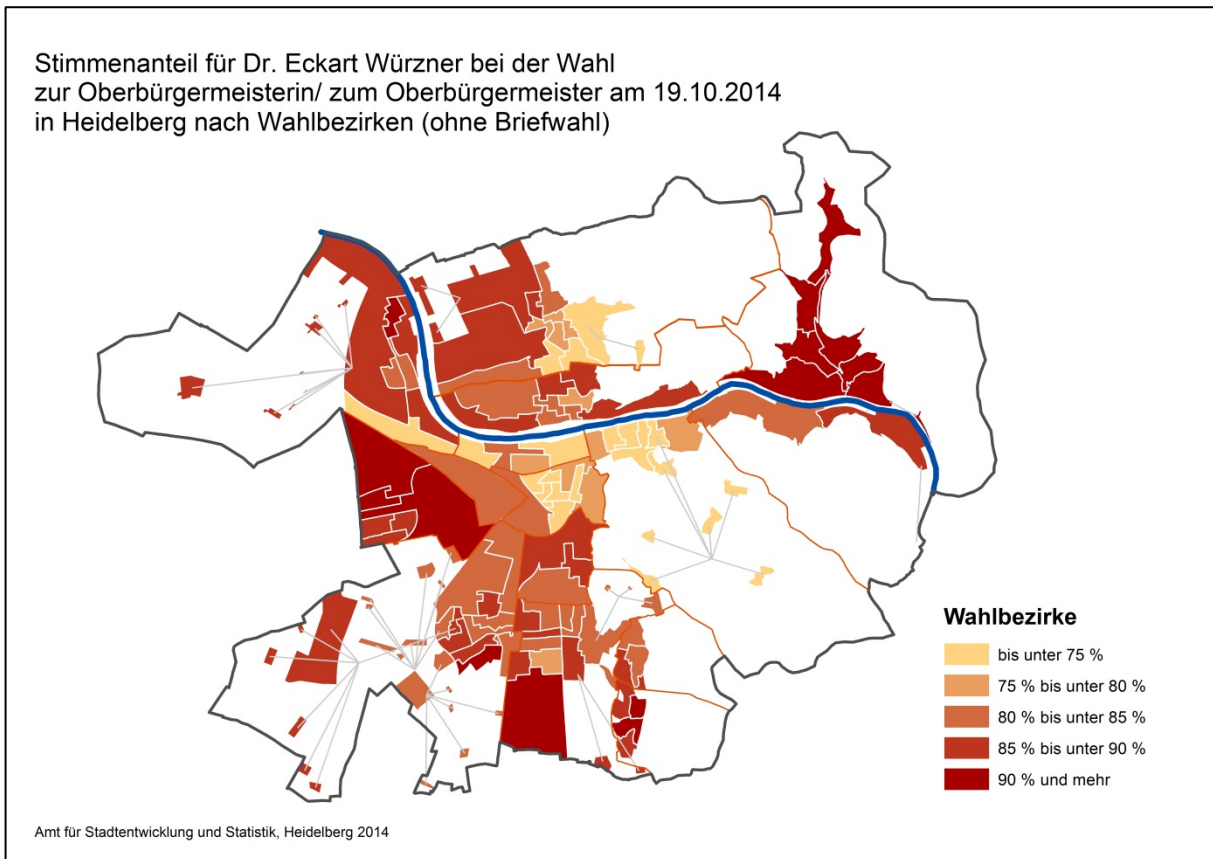 Stimmenanteil für Dr. Eckart Würzner bei der Wahl
zur Oberbürgermeisterin/ zum Oberbürgermeister am 19.10.2014
in Heidelberg nach Wahlbezirken (ohne Briefwahl)
Wahlbezirke
bis unter 75 %
75 % bis unter 80 %
80 % bis unter 85 %
85 % bis unter 90 %
90 % und mehr
Amt für Stadtentwicklung und Statistik, Heidelberg 2014